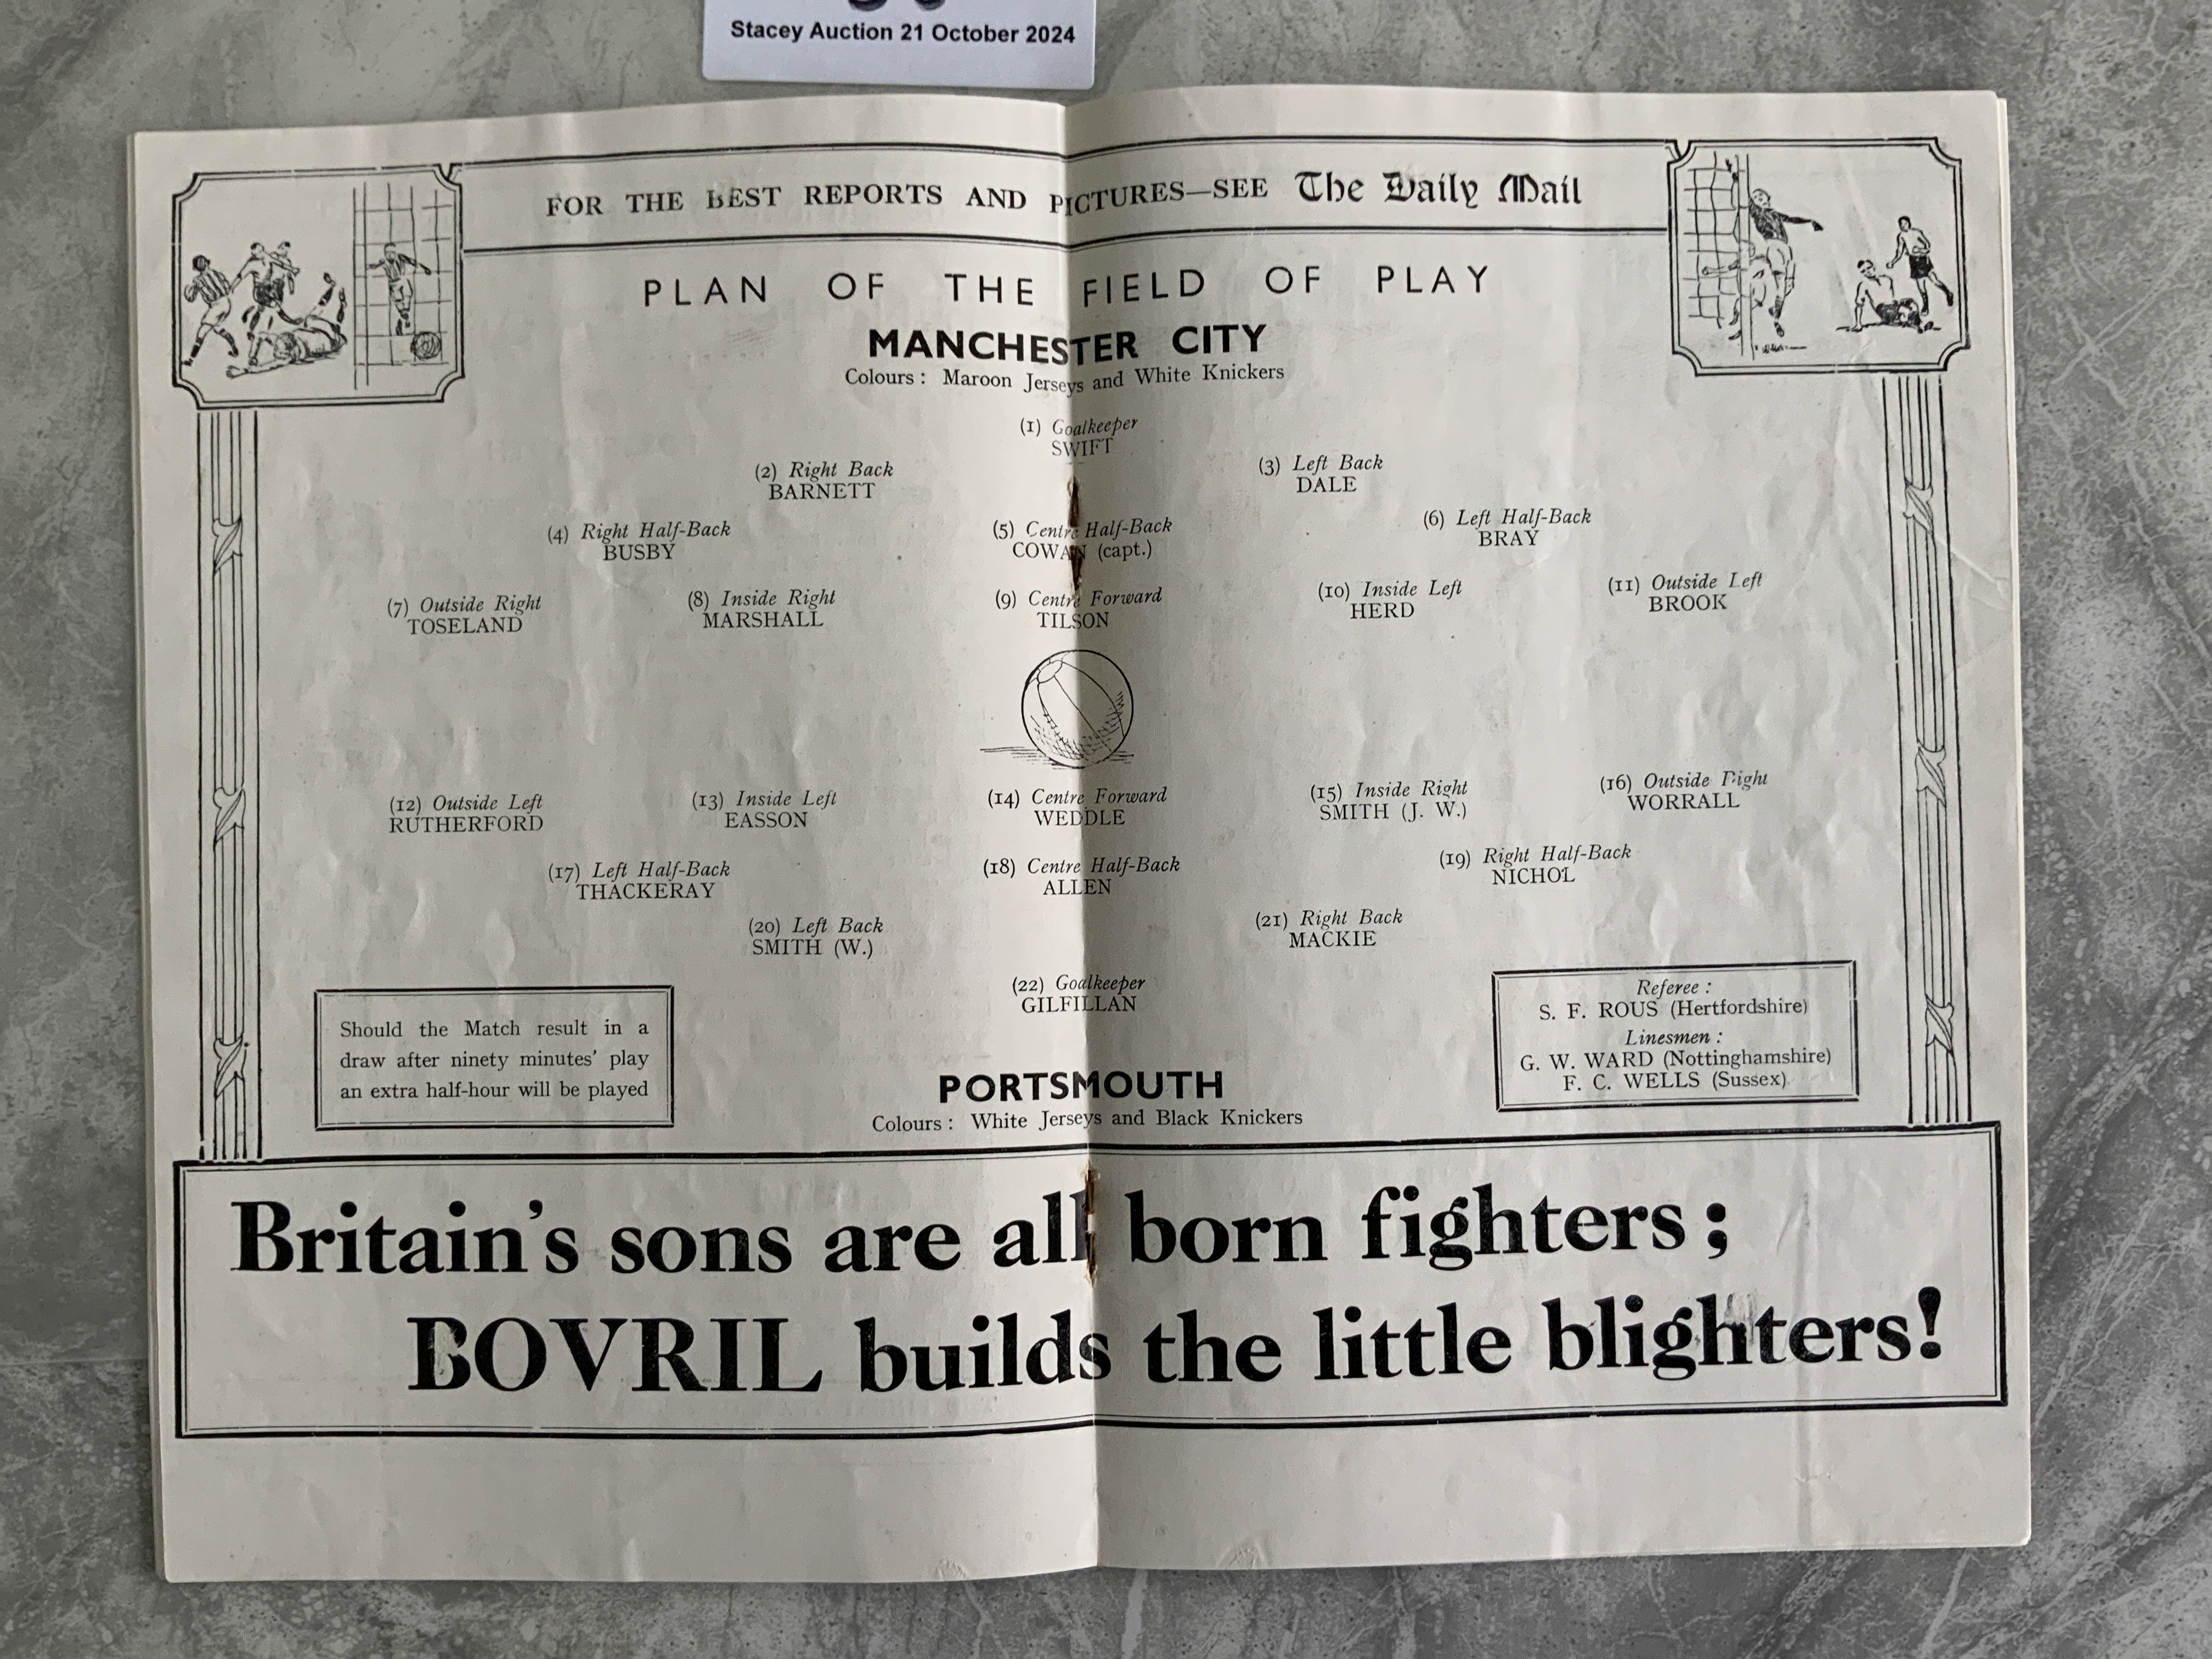 Stacey Auction 21 October 2024
FOR THE BEST REPORTS AND PICTURES—SEE The Daily Mail
PLAN OF THE FIELD OF PLAY
MANCHESTER CITY
Colours : Maroon Jerseys and White Knickers
(1) Goalkeeper
SWIFT
(2) Right Back
BARNETT
(3) Left Back
DALE
(4) Right Half-Back
BUSBY
(5) Centre Half-Back
COWAN (capt.)
(6) Left Half-Back
BRAY
(7) Outside Right
TOSELAND
(8) Inside Right
MARSHALL
(9) Centre Forward
TILSON
(10) Inside Left
HERD
(11) Outside Left
BROOK
(12) Outside Left
RUTHERFORD
(13) Inside Left
EASSON
(14) Centre Forward
WEDDLE
(15) Inside Right
SMITH (J. W.)
(16) Outside Right
WORRALL
(17) Left Half-Back
THACKERAY
(18) Centre Half-Back
ALLEN
(19) Right Half-Back
NICHOL
(20) Left Back
SMITH (W.)
(21) Right Back
MACKIE
(22) Goalkeeper
GILFILLAN
Should the Match result in a
draw after ninety minutes' play
an extra half-hour will be played
Referee :
S. F. ROUS (Hertfordshire)
Linesmen :
G. W. WARD (Nottinghamshire)
F. C. WELLS (Sussex)
PORTSMOUTH
Colours : White Jerseys and Black Knickers
Britain's sons are all born fighters ;
BOVRIL builds the little blighters!